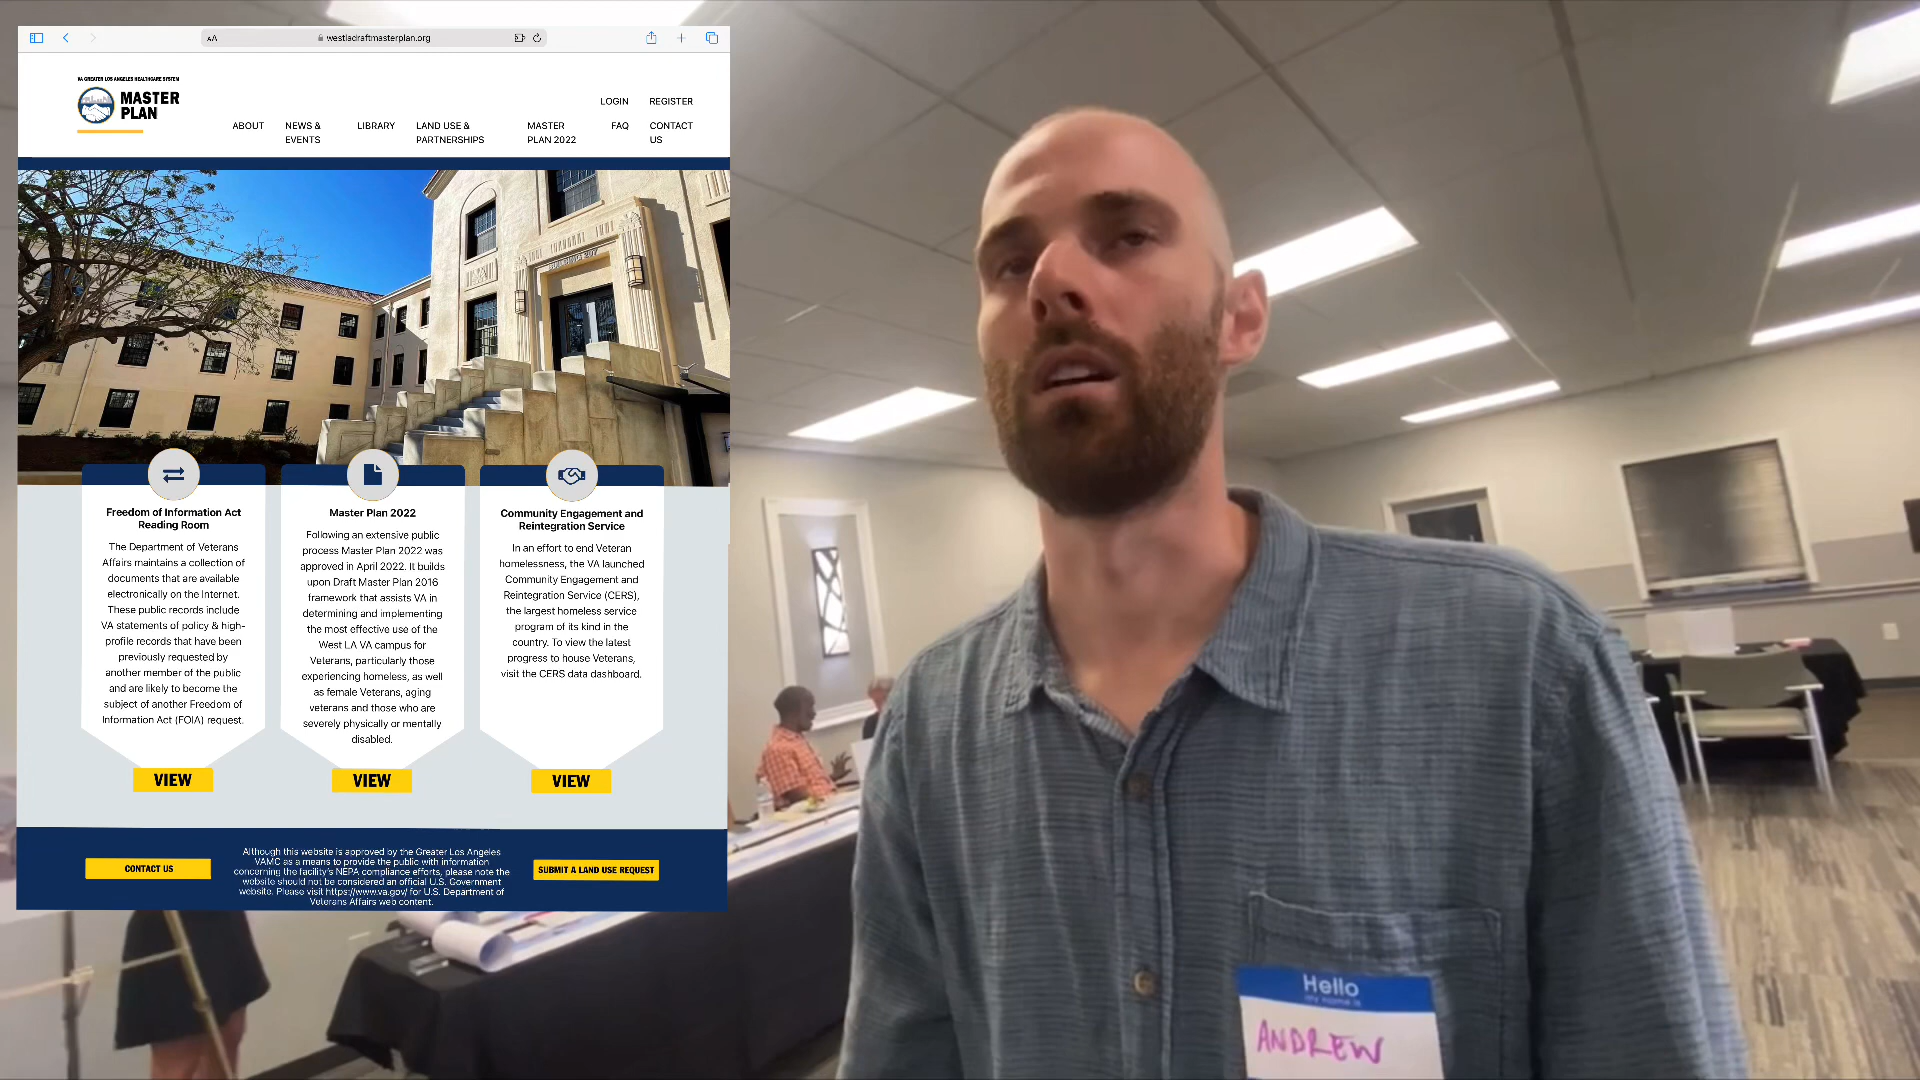 AA
westladraftmasterplan.org
VA GREATER LOS ANGELES HEALTHCARE SYSTEM
MASTER
PLAN
LOGIN
REGISTER
ABOUT
NEWS &
EVENTS
LIBRARY
LAND USE &
PARTNERSHIPS
MASTER
PLAN 2022
FAQ
CONTACT
US
BUILDING 207
Freedom of Information Act
Reading Room
The Department of Veterans
Affairs maintains a collection of
documents that are available
electronically on the Internet.
These public records include
VA statements of policy & high-
profile records that have been
previously requested by
another member of the public
and are likely to become the
subject of another Freedom of
Information Act (FOIA) request.
VIEW
Master Plan 2022
Following an extensive public
process Master Plan 2022 was
approved in April 2022. It builds
upon Draft Master Plan 2016
framework that assists VA in
determining and implementing
the most effective use of the
West LA VA campus for
Veterans, particularly those
experiencing homeless, as well
as female Veterans, aging
veterans and those who are
severely physically or mentally
disabled.
VIEW
Community Engagement and
Reintegration Service
In an effort to end Veteran
homelessness, the VA launched
Community Engagement and
Reintegration Service (CERS),
the largest homeless service
program of its kind in the
country. To view the latest
progress to house Veterans,
visit the CERS data dashboard.
VIEW
CONTACT US
Although this website is approved by the Greater Los Angeles
VAMC as a means to provide the public with information
concerning the facility's NEPA compliance efforts, please note the
website should not be considered an official U.S. Government
website. Please visit https://www.va.gov/ for U.S. Department of
Veterans Affairs web content.
SUBMIT A LAND USE REQUEST
Hello
my name is
ANDREW